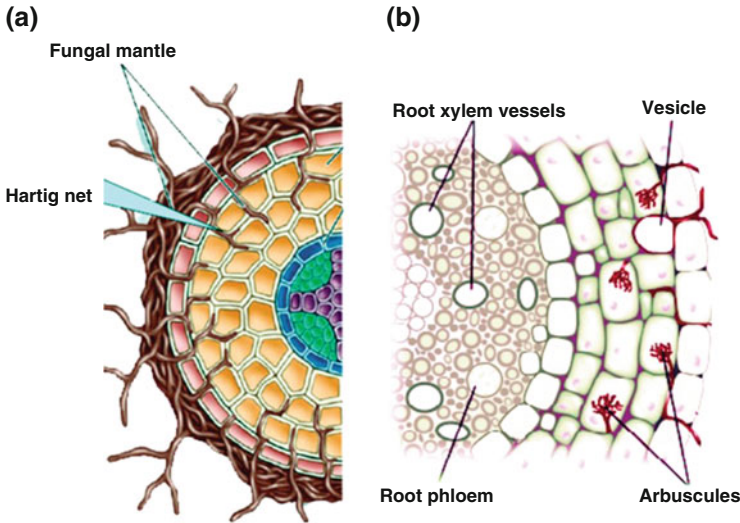 (a)
Fungal mantle
Hartig net
(b)
Root xylem vessels
Vesicle
Root phloem
Arbuscules